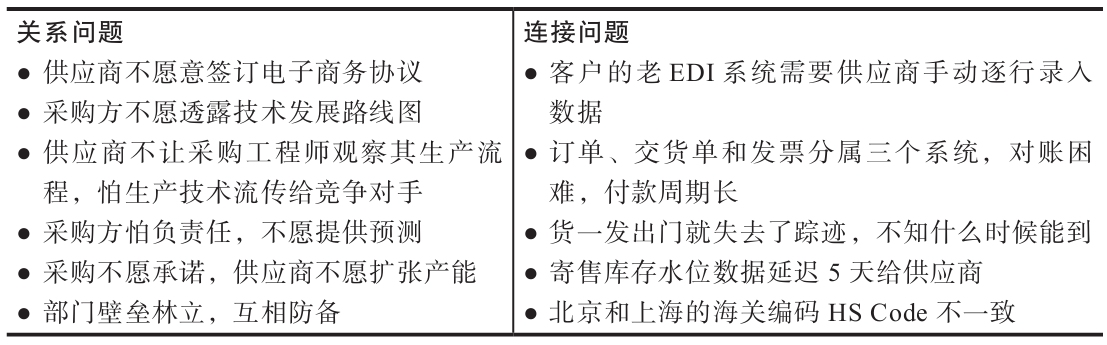 关系问题
● 供应商不愿意签订电子商务协议
● 采购方不愿透露技术发展路线图
● 供应商不让采购工程师观察其生产流
程，怕生产技术流传给竞争对手
● 采购方怕负责任，不愿提供预测
● 采购不愿承诺，供应商不愿扩张产能
● 部门壁垒林立，互相防备
连接问题
● 客户的老 EDI 系统需要供应商手动逐行录入
数据
● 订单、交货单和发票分属三个系统，对账困
难，付款周期长
● 货一发出门就失去了踪迹，不知什么时候能到
● 寄售库存水位数据延迟 5 天给供应商
● 北京和上海的海关编码 HS Code 不一致